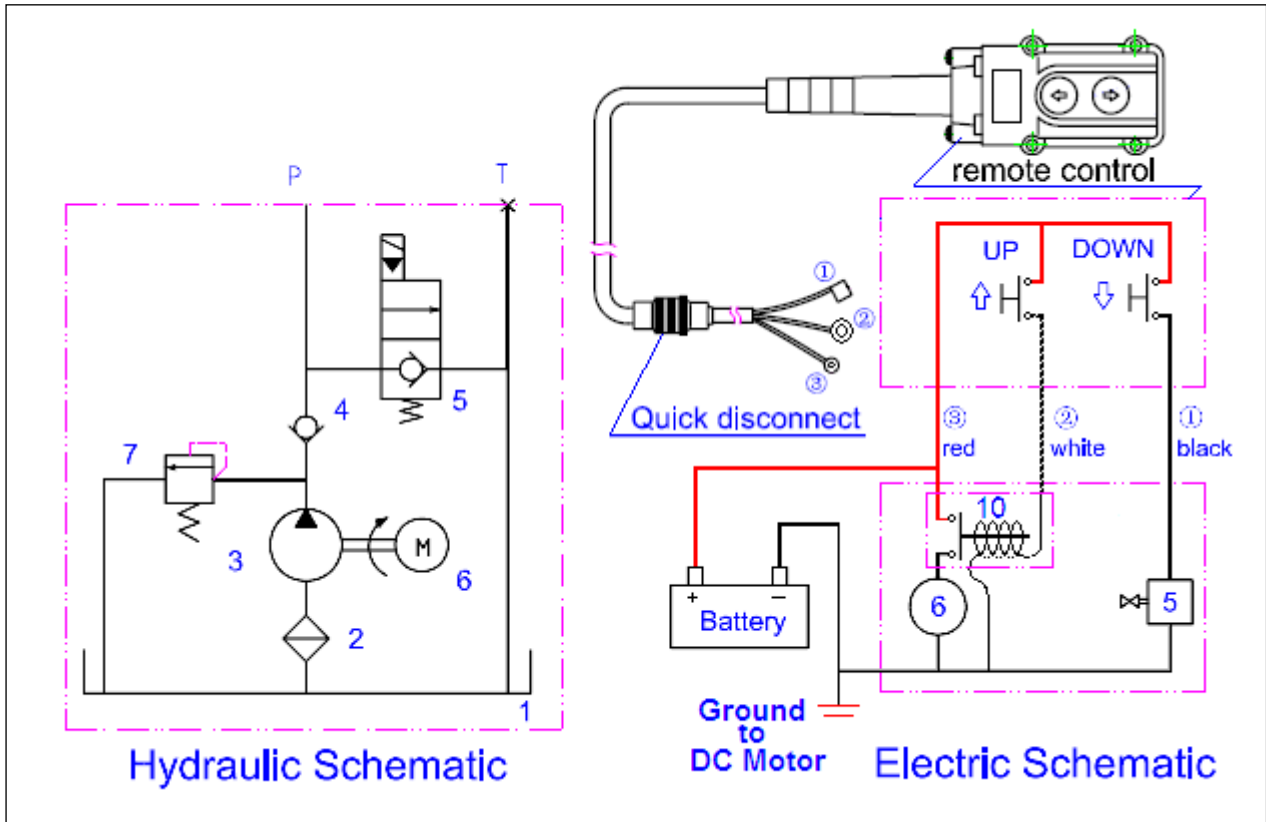 P
T
4
5
7
3
M
6
2
1
Hydraulic Schematic
remote control
①
②
③
Quick disconnect
UP
DOWN
③
②
①
red
white
black
10
6
5
+
−
Battery
Ground
to
DC Motor
Electric Schematic